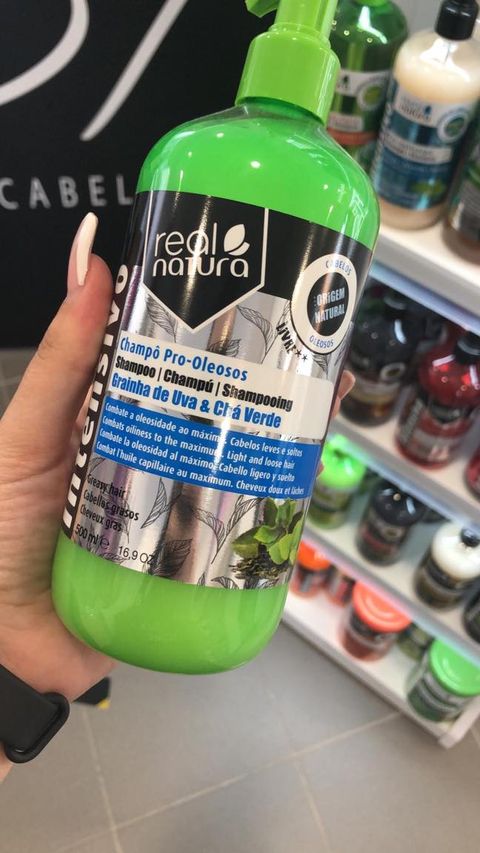 CABEL
real
natura
CABELOS
ORIGEM
NATURAL
OLEOSOS
LIVRE**
Intensivo
Champô Pro-Oleosos
Shampoo | Champú | Shampooing
Grainha de Uva & Chá Verde
Combate a oleosidade ao máximo. Cabelos leves e soltos
Combats oiliness to the maximum. Light and loose hair
Combate la oleosidad al máximo. Cabello ligero y suelto
Combat l'huile capillaire au maximum. Cheveux doux et lâches
Greasy hair
Cabellos grasos
Cheveux gras
500 ml e 16,9 OZ